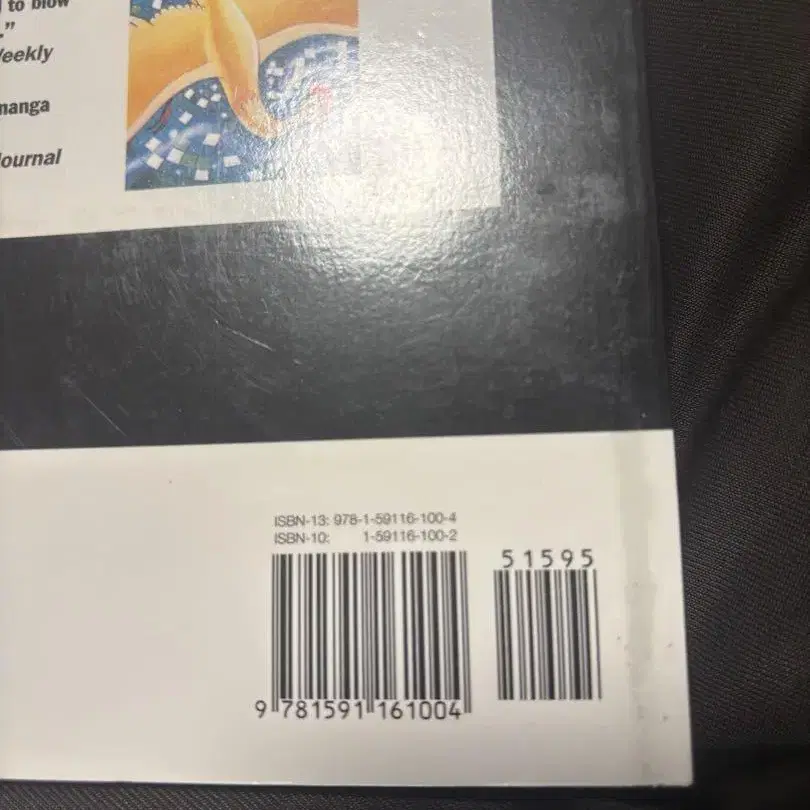 to blow
."
Weekly
manga
Journal
ISBN-13: 978-1-59116-100-4
ISBN-10: 1-59116-100-2
51595
9 781591 161004